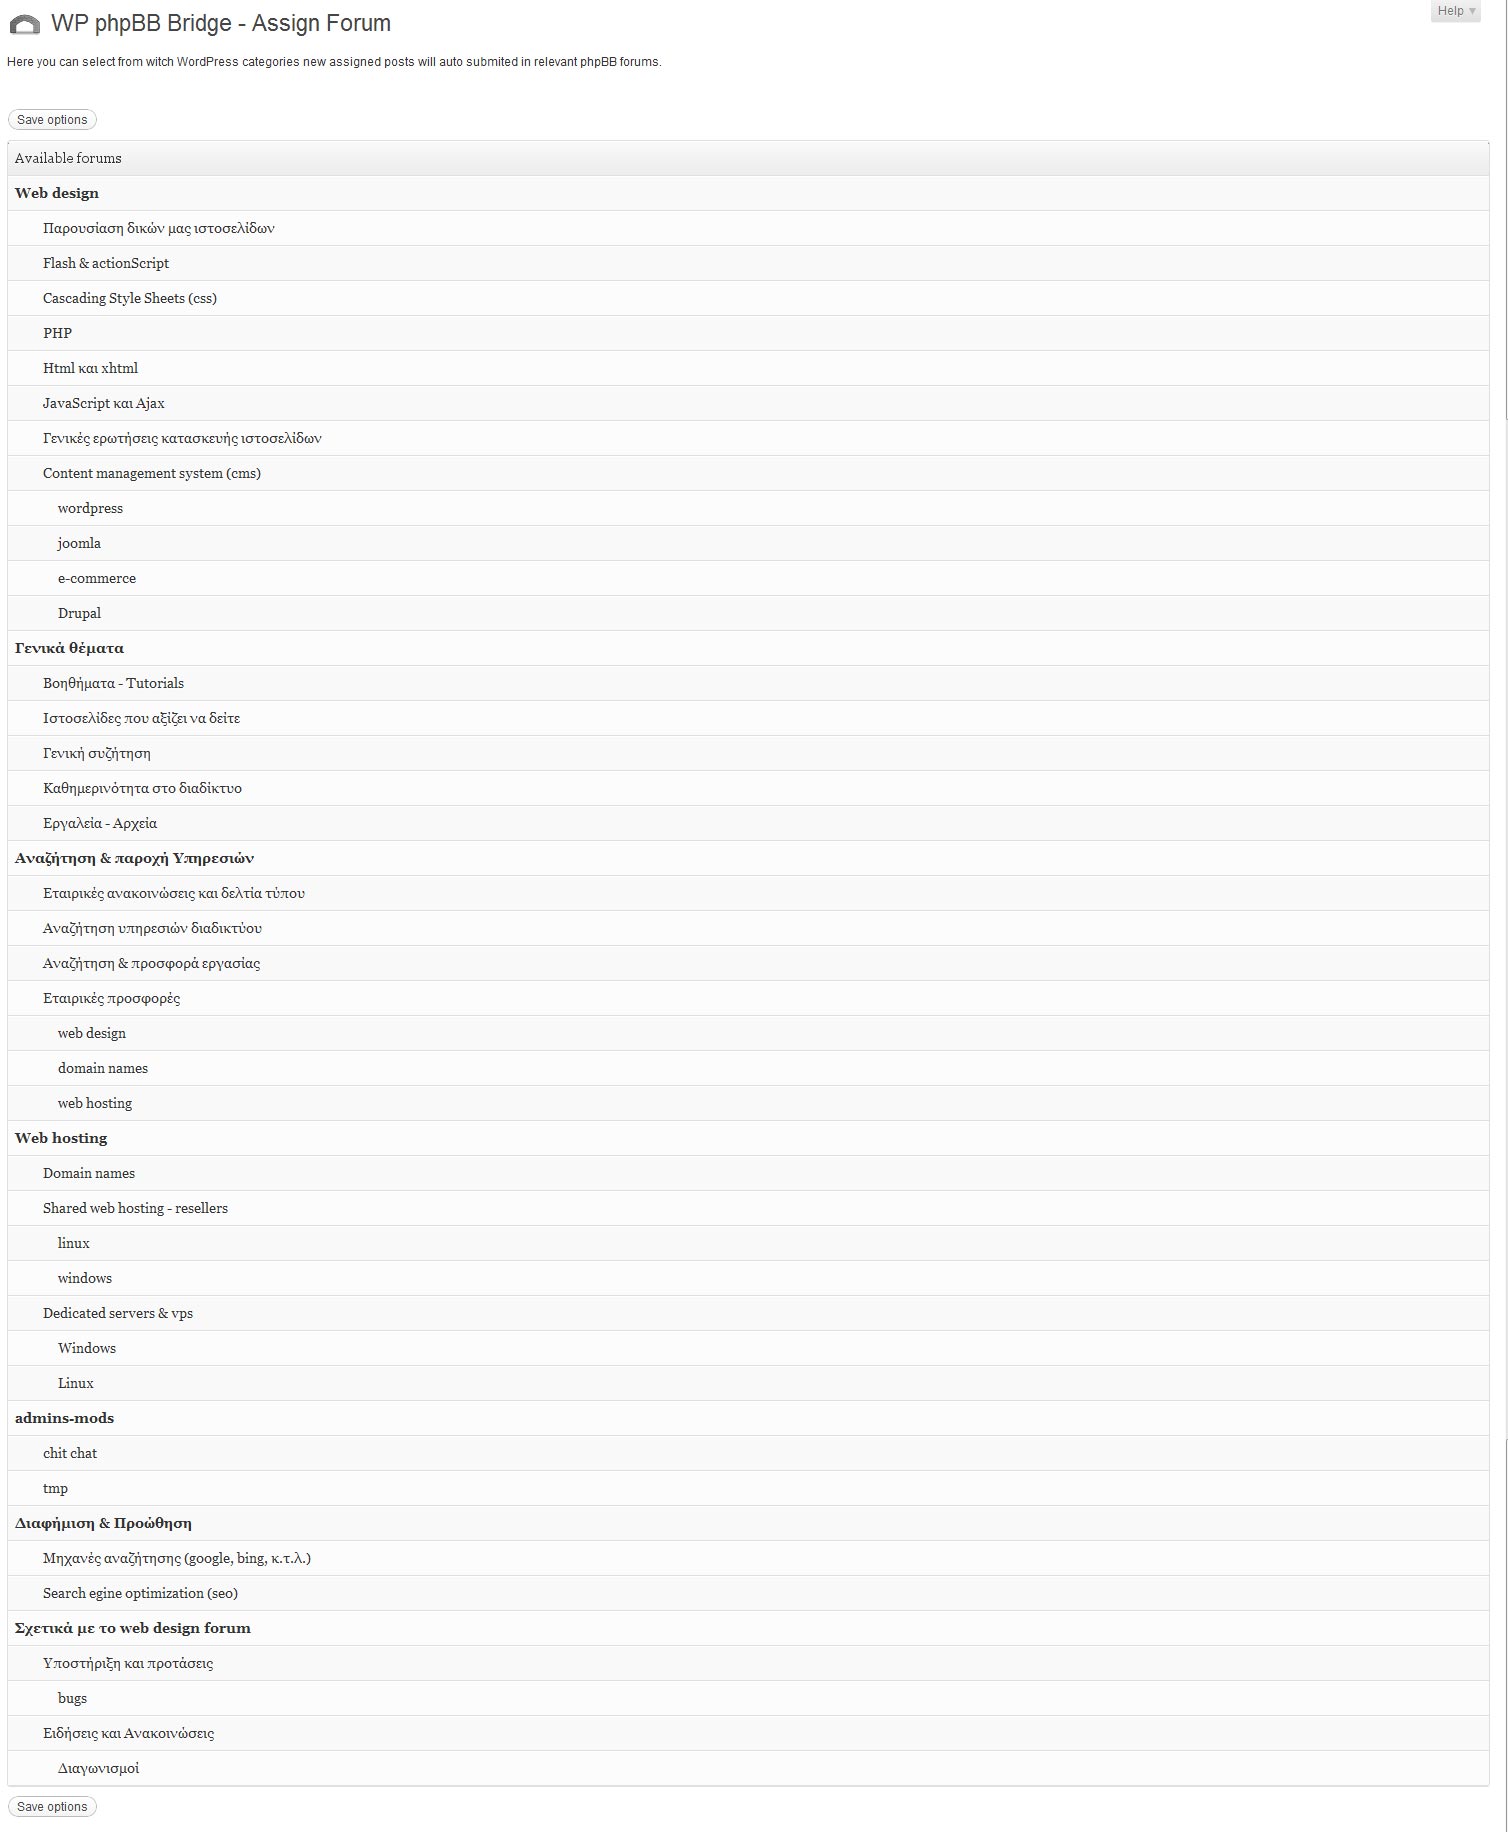 WP phpBB Bridge - Assign Forum
Help
Here you can select from witch WordPress categories new assigned posts will auto submited in relevant phpBB forums.
Save options
Available forums
Web design
Παρουσίαση δικών μας ιστοσελίδων
Flash & actionScript
Cascading Style Sheets (css)
PHP
Html και xhtml
JavaScript και Ajax
Γενικές ερωτήσεις κατασκευής ιστοσελίδων
Content management system (cms)
wordpress
joomla
e-commerce
Drupal
Γενικά θέματα
Βοηθήματα - Tutorials
Ιστοσελίδες που αξίζει να δείτε
Γενική συζήτηση
Καθημερινότητα στο διαδίκτυο
Εργαλεία - Αρχεία
Αναζήτηση & παροχή Υπηρεσιών
Εταιρικές ανακοινώσεις και δελτία τύπου
Αναζήτηση υπηρεσιών διαδικτύου
Αναζήτηση & προσφορά εργασίας
Εταιρικές προσφορές
web design
domain names
web hosting
Web hosting
Domain names
Shared web hosting - resellers
linux
windows
Dedicated servers & vps
Windows
Linux
admins-mods
chit chat
tmp
Διαφήμιση & Προώθηση
Μηχανές αναζήτησης (google, bing, κ.τ.λ.)
Search egine optimization (seo)
Σχετικά με το web design forum
Υποστήριξη και προτάσεις
bugs
Ειδήσεις και Ανακοινώσεις
Διαγωνισμοί
Save options